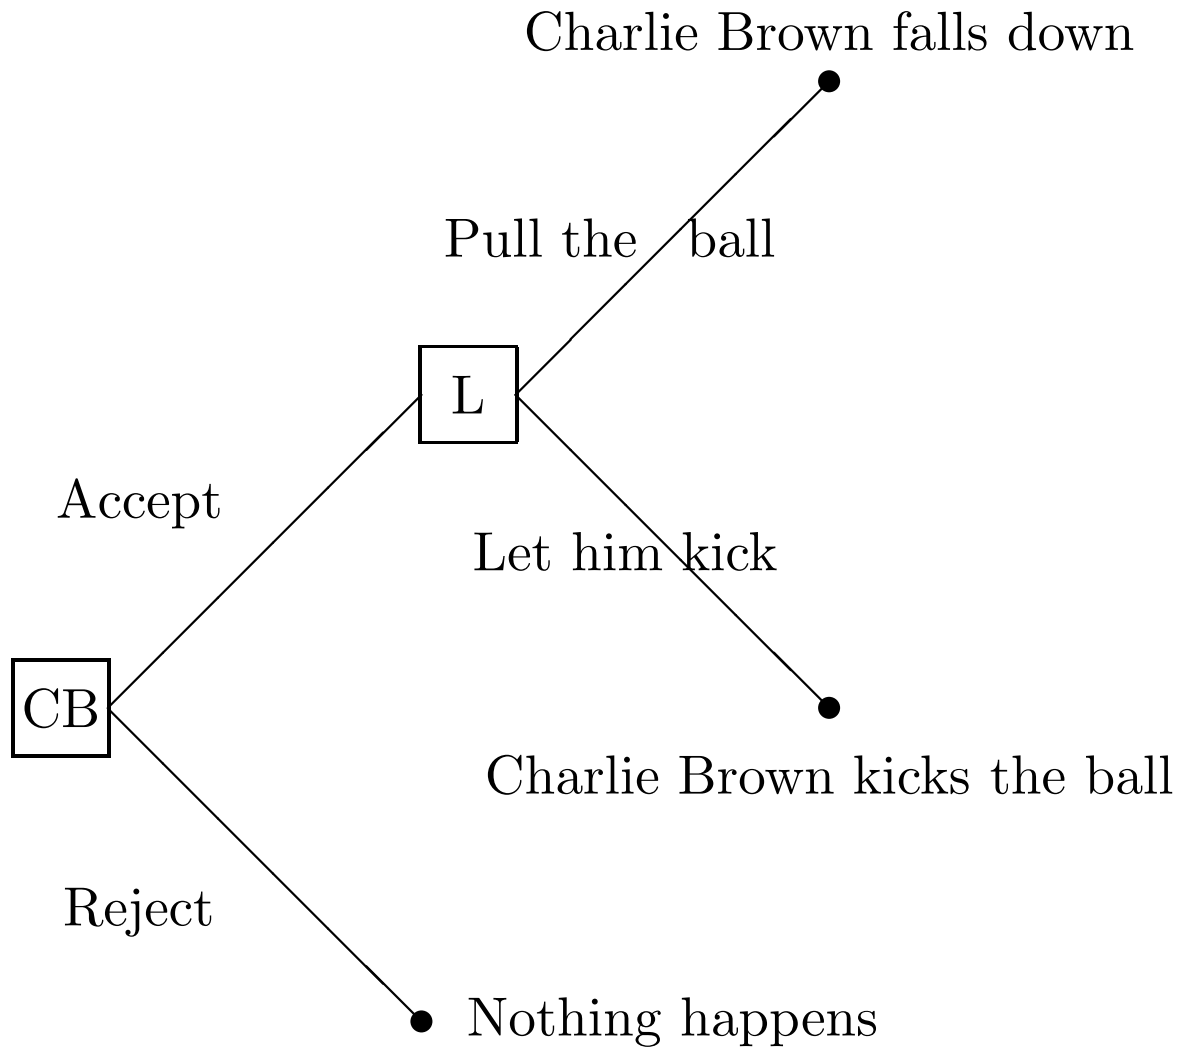 Charlie Brown falls down
Pull the ball
L
Accept
Let him kick
CB
Charlie Brown kicks the ball
Reject
Nothing happens